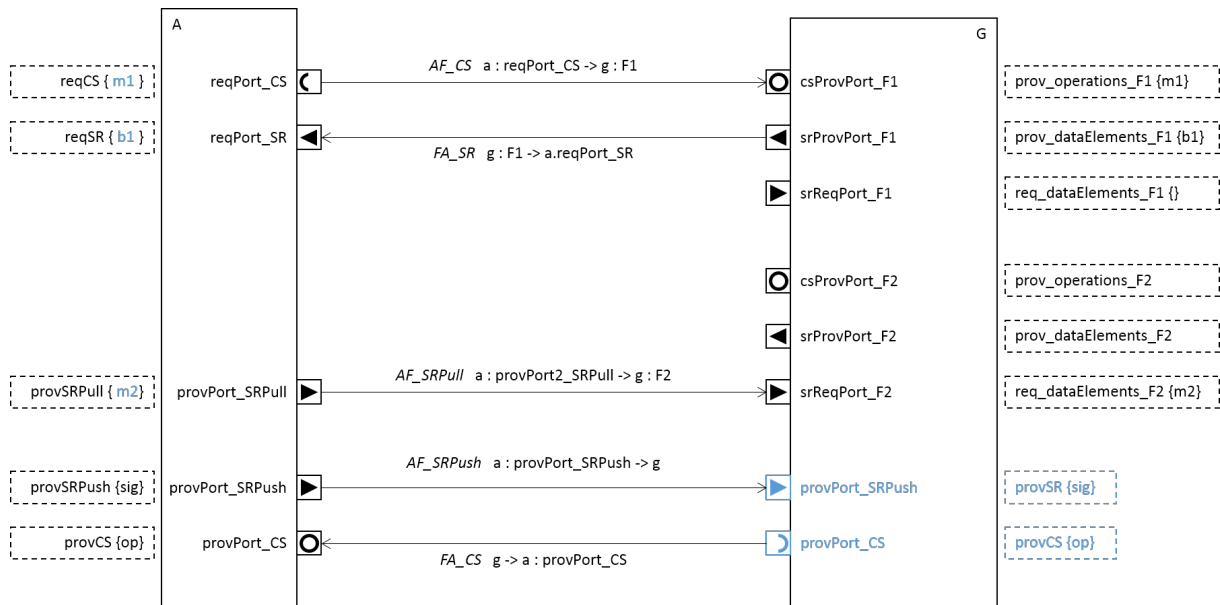 A
G
AF_CS a : reqPort_CS -> g : F1
reqCS { m1 }
reqPort_CS
csProvPort_F1
prov_operations_F1 {m1}
reqSR { b1 }
reqPort_SR
srProvPort_F1
prov_dataElements_F1 {b1}
FA_SR g : F1 -> a.reqPort_SR
srReqPort_F1
req_dataElements_F1 {}
csProvPort_F2
prov_operations_F2
srProvPort_F2
prov_dataElements_F2
AF_SRPull a : provPort2_SRPull -> g : F2
provSRPull { m2}
provPort_SRPull
srReqPort_F2
req_dataElements_F2 {m2}
AF_SRPush a : provPort_SRPush -> g
provSRPush {sig}
provPort_SRPush
provPort_SRPush
provSR {sig}
provCS {op}
provPort_CS
provPort_CS
provCS {op}
FA_CS g -> a : provPort_CS